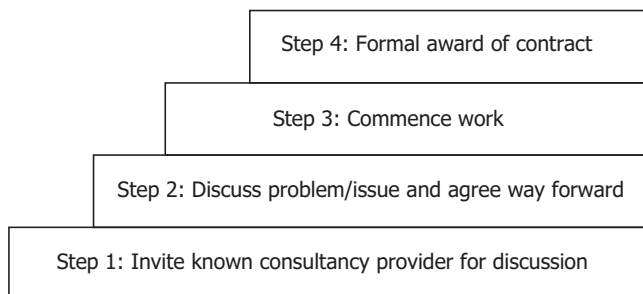 Step 4: Formal award of contract
Step 3: Commence work
Step 2: Discuss problem/issue and agree way forward
Step 1: Invite known consultancy provider for discussion